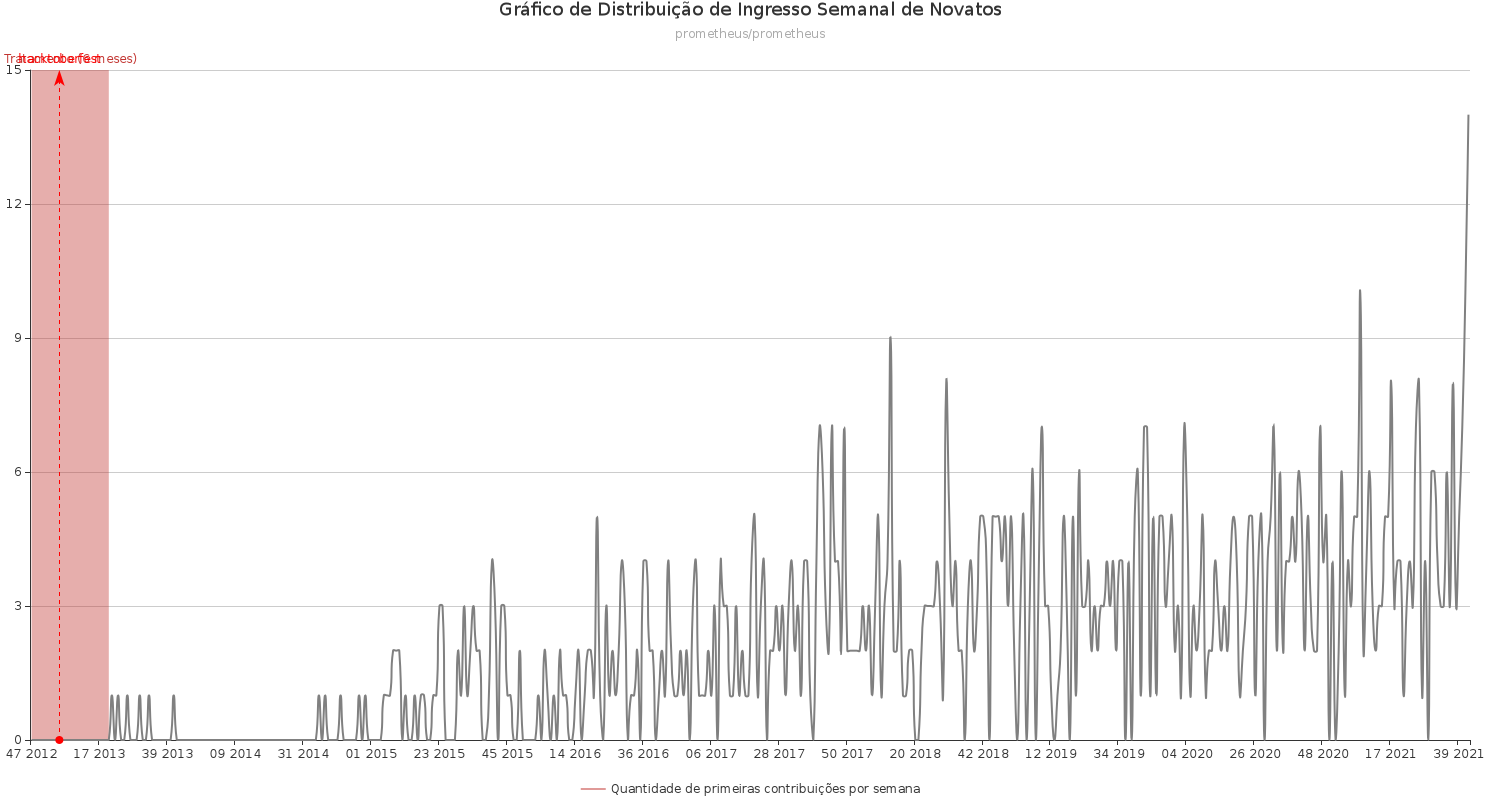 Gráfico de Distribuição de Ingresso Semanal de Novatos
prometheus/prometheus
hacktoberfest
15
12
9
6
3
0
47 2012 17 2013 39 2013 09 2014 31 2014 01 2015 23 2015 45 2015 14 2016 36 2016 06 2017 28 2017 50 2017 20 2018 42 2018 12 2019 34 2019 04 2020 26 2020 48 2020 17 2021 39 2021
Quantidade de primeiras contribuições por semana